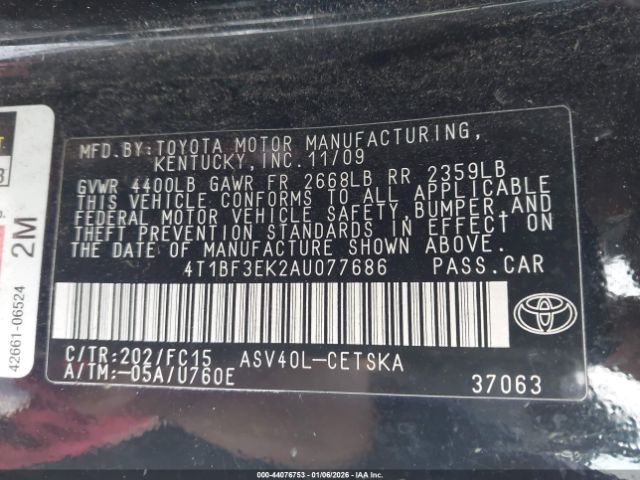 MFD.BY:TOYOTA MOTOR MANUFACTURING,
KENTUCKY, INC. 11/09
GVWR 4400LB GAWR FR 2668LB RR 2359LB
THIS VEHICLE CONFORMS TO ALL APPLICABLE
FEDERAL MOTOR VEHICLE SAFETY,BUMPER,AND
THEFT PREVENTION STANDARDS IN EFFECT ON
THE DATE OF MANUFACTURE SHOWN ABOVE.
4T1BF3EK2AU077686 PASS.CAR
C/TR:202/FC15 ASV40L-CETSKA
A/TM:-05A/U760E
37063
2M
42661-06524
000-44076753 | 01/06/2026 | IAAI.com